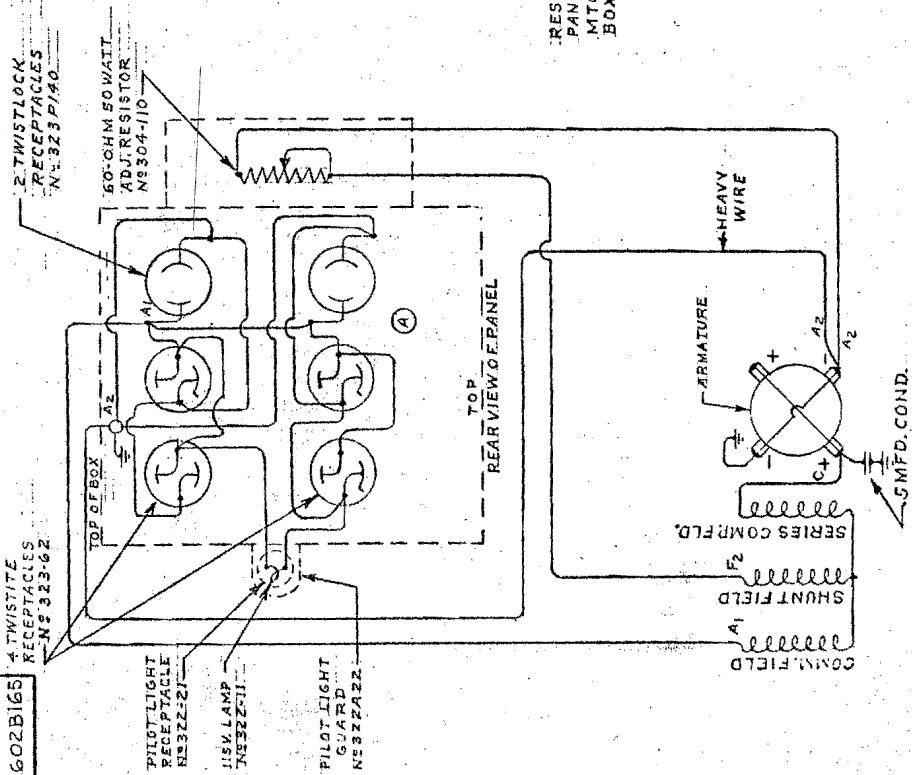 602B165
4 TWISTITE
RECEPTACLES
Nº 323-62
2 TWISTLOCK
RECEPTACLES
Nº 323P140
60-OHM 50 WATT
ADJ. RESISTOR
Nº 304-110
RES
PAN
MTG
BOX
TOP OF BOX
A2
A1
A
TOP
REAR VIEW OF PANEL
PILOT LIGHT
RECEPTACLE
Nº 322-21
115V. LAMP
Nº 322-11
PILOT LIGHT
GUARD
Nº 322A22
HEAVY
WIRE
ARMATURE
A2
A2
+
-
-
C+
A1
COMM. FIELD
F2
SHUNT FIELD
SERIES COMP. FLD.
.5 MFD. COND.